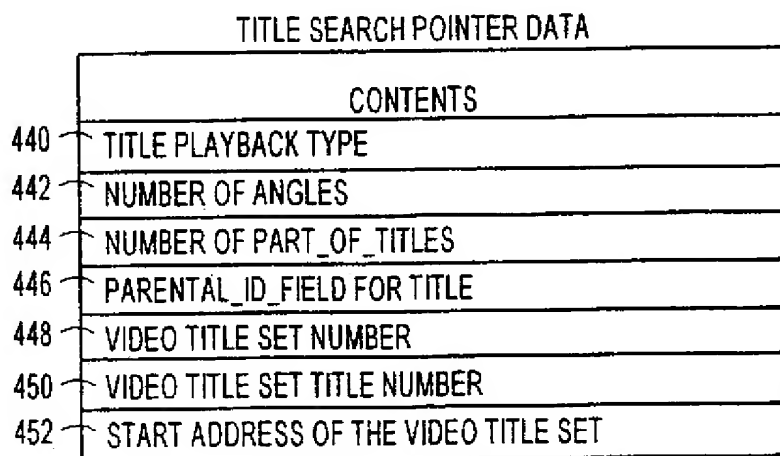 TITLE SEARCH POINTER DATA
CONTENTS
440 TITLE PLAYBACK TYPE
442 NUMBER OF ANGLES
444 NUMBER OF PART_OF_TITLES
446 PARENTAL_ID_FIELD FOR TITLE
448 VIDEO TITLE SET NUMBER
450 VIDEO TITLE SET TITLE NUMBER
452 START ADDRESS OF THE VIDEO TITLE SET